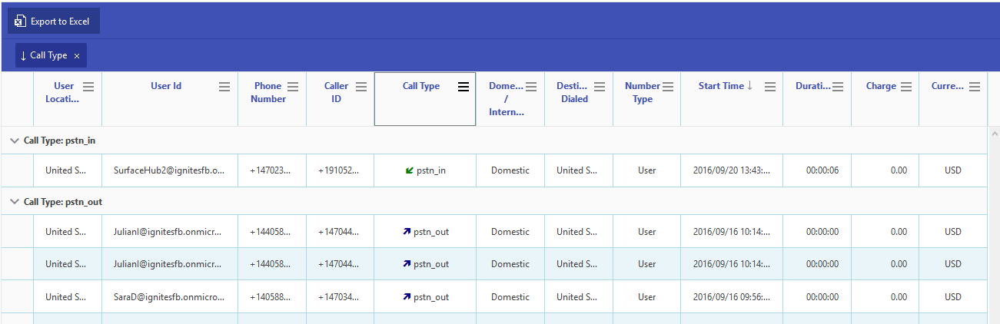 Export to Excel
↓ Call Type ×
User Locati... User Id Phone Number Caller ID Call Type Dome... / Intern... Desti... Dialed Number Type Start Time ↓ Durati... Charge Curre...
Call Type: pstn_in
United S... SurfaceHub2@ignitesfb.o... +147023... +191052... pstn_in Domestic United S... User 2016/09/20 13:43:... 00:00:06 0.00 USD
Call Type: pstn_out
United S... JulianI@ignitesfb.onmicr... +144058... +147044... pstn_out Domestic United S... User 2016/09/16 10:14:... 00:00:00 0.00 USD
United S... JulianI@ignitesfb.onmicr... +144058... +147044... pstn_out Domestic United S... User 2016/09/16 10:14:... 00:00:00 0.00 USD
United S... SaraD@ignitesfb.onmicro... +140588... +147034... pstn_out Domestic United S... User 2016/09/16 09:56:... 00:00:00 0.00 USD